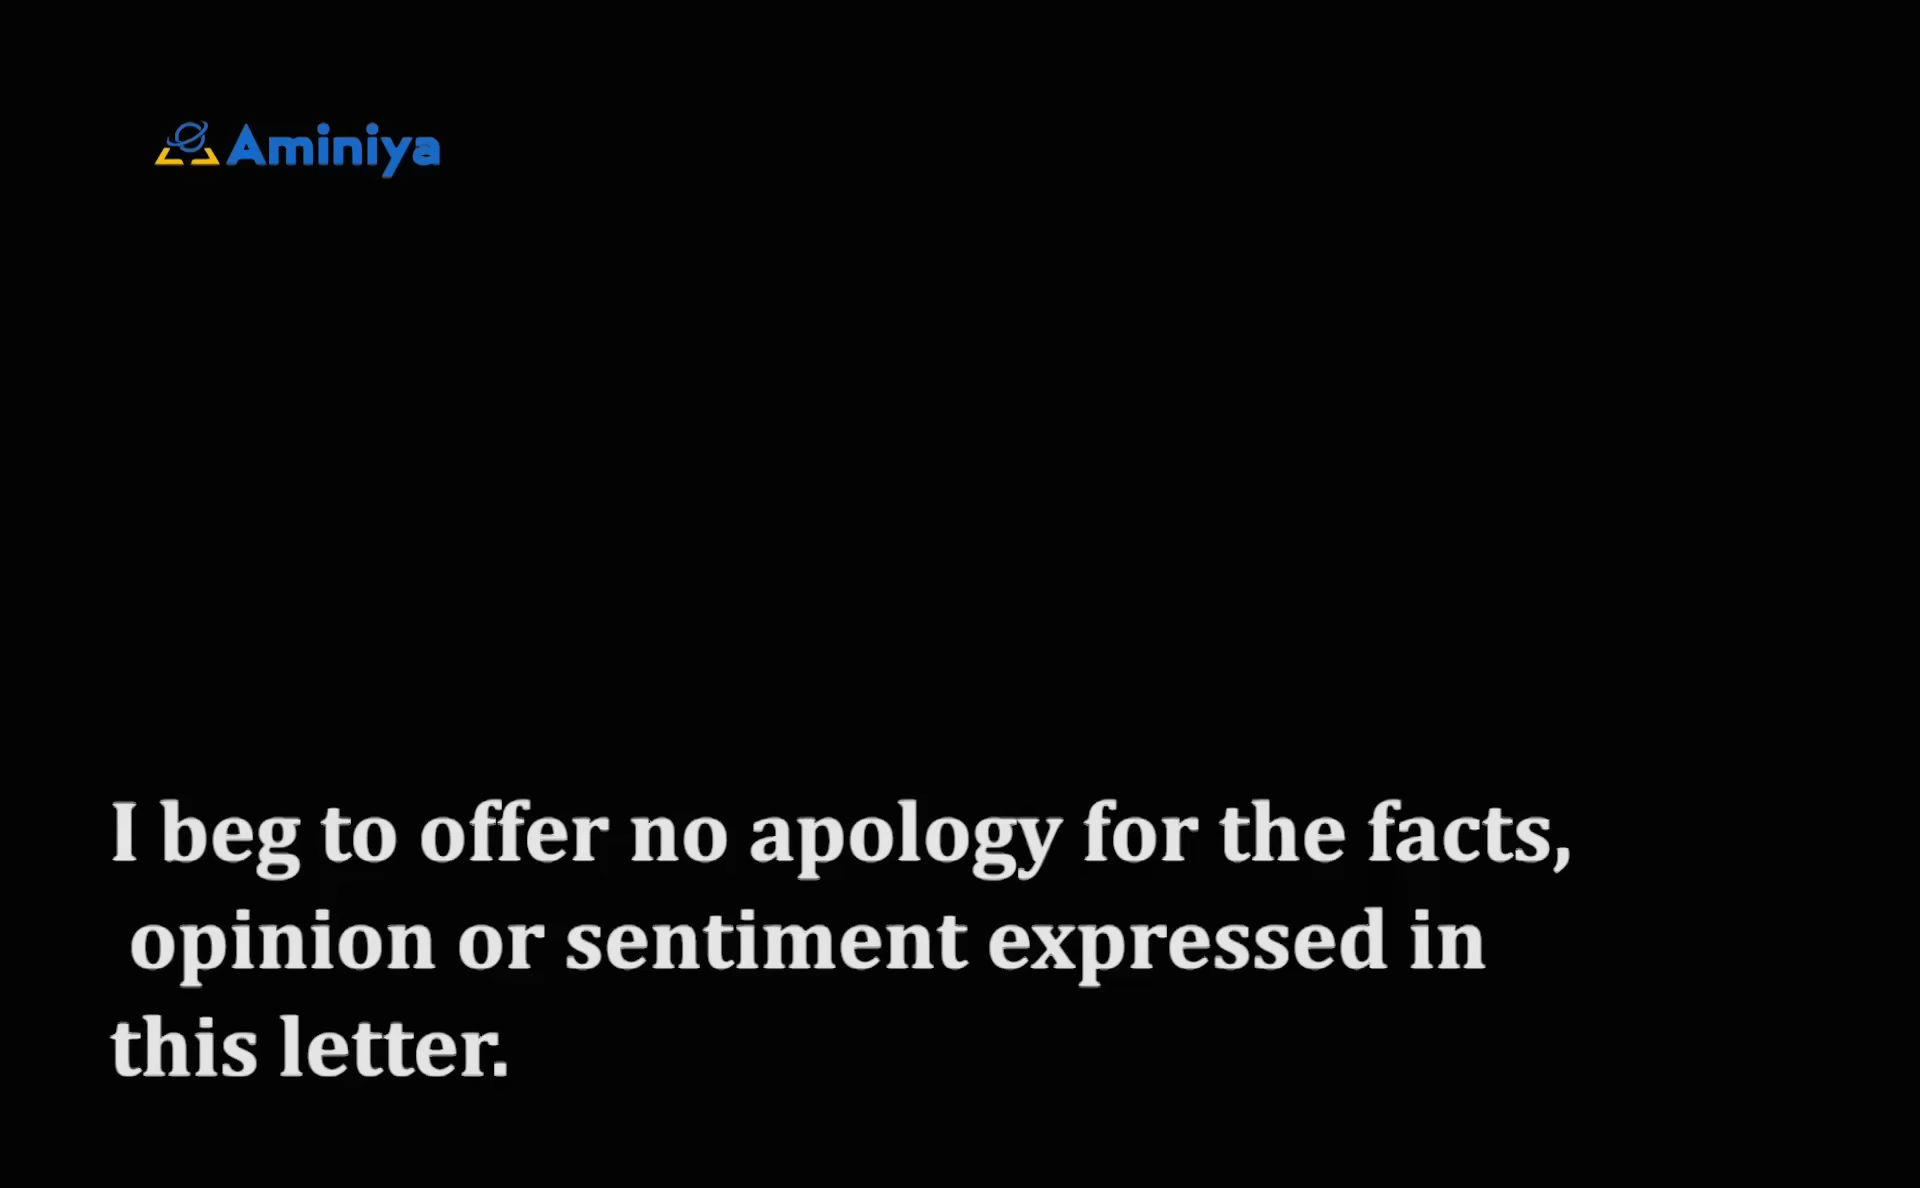 Aminiya
I beg to offer no apology for the facts,
opinion or sentiment expressed in
this letter.